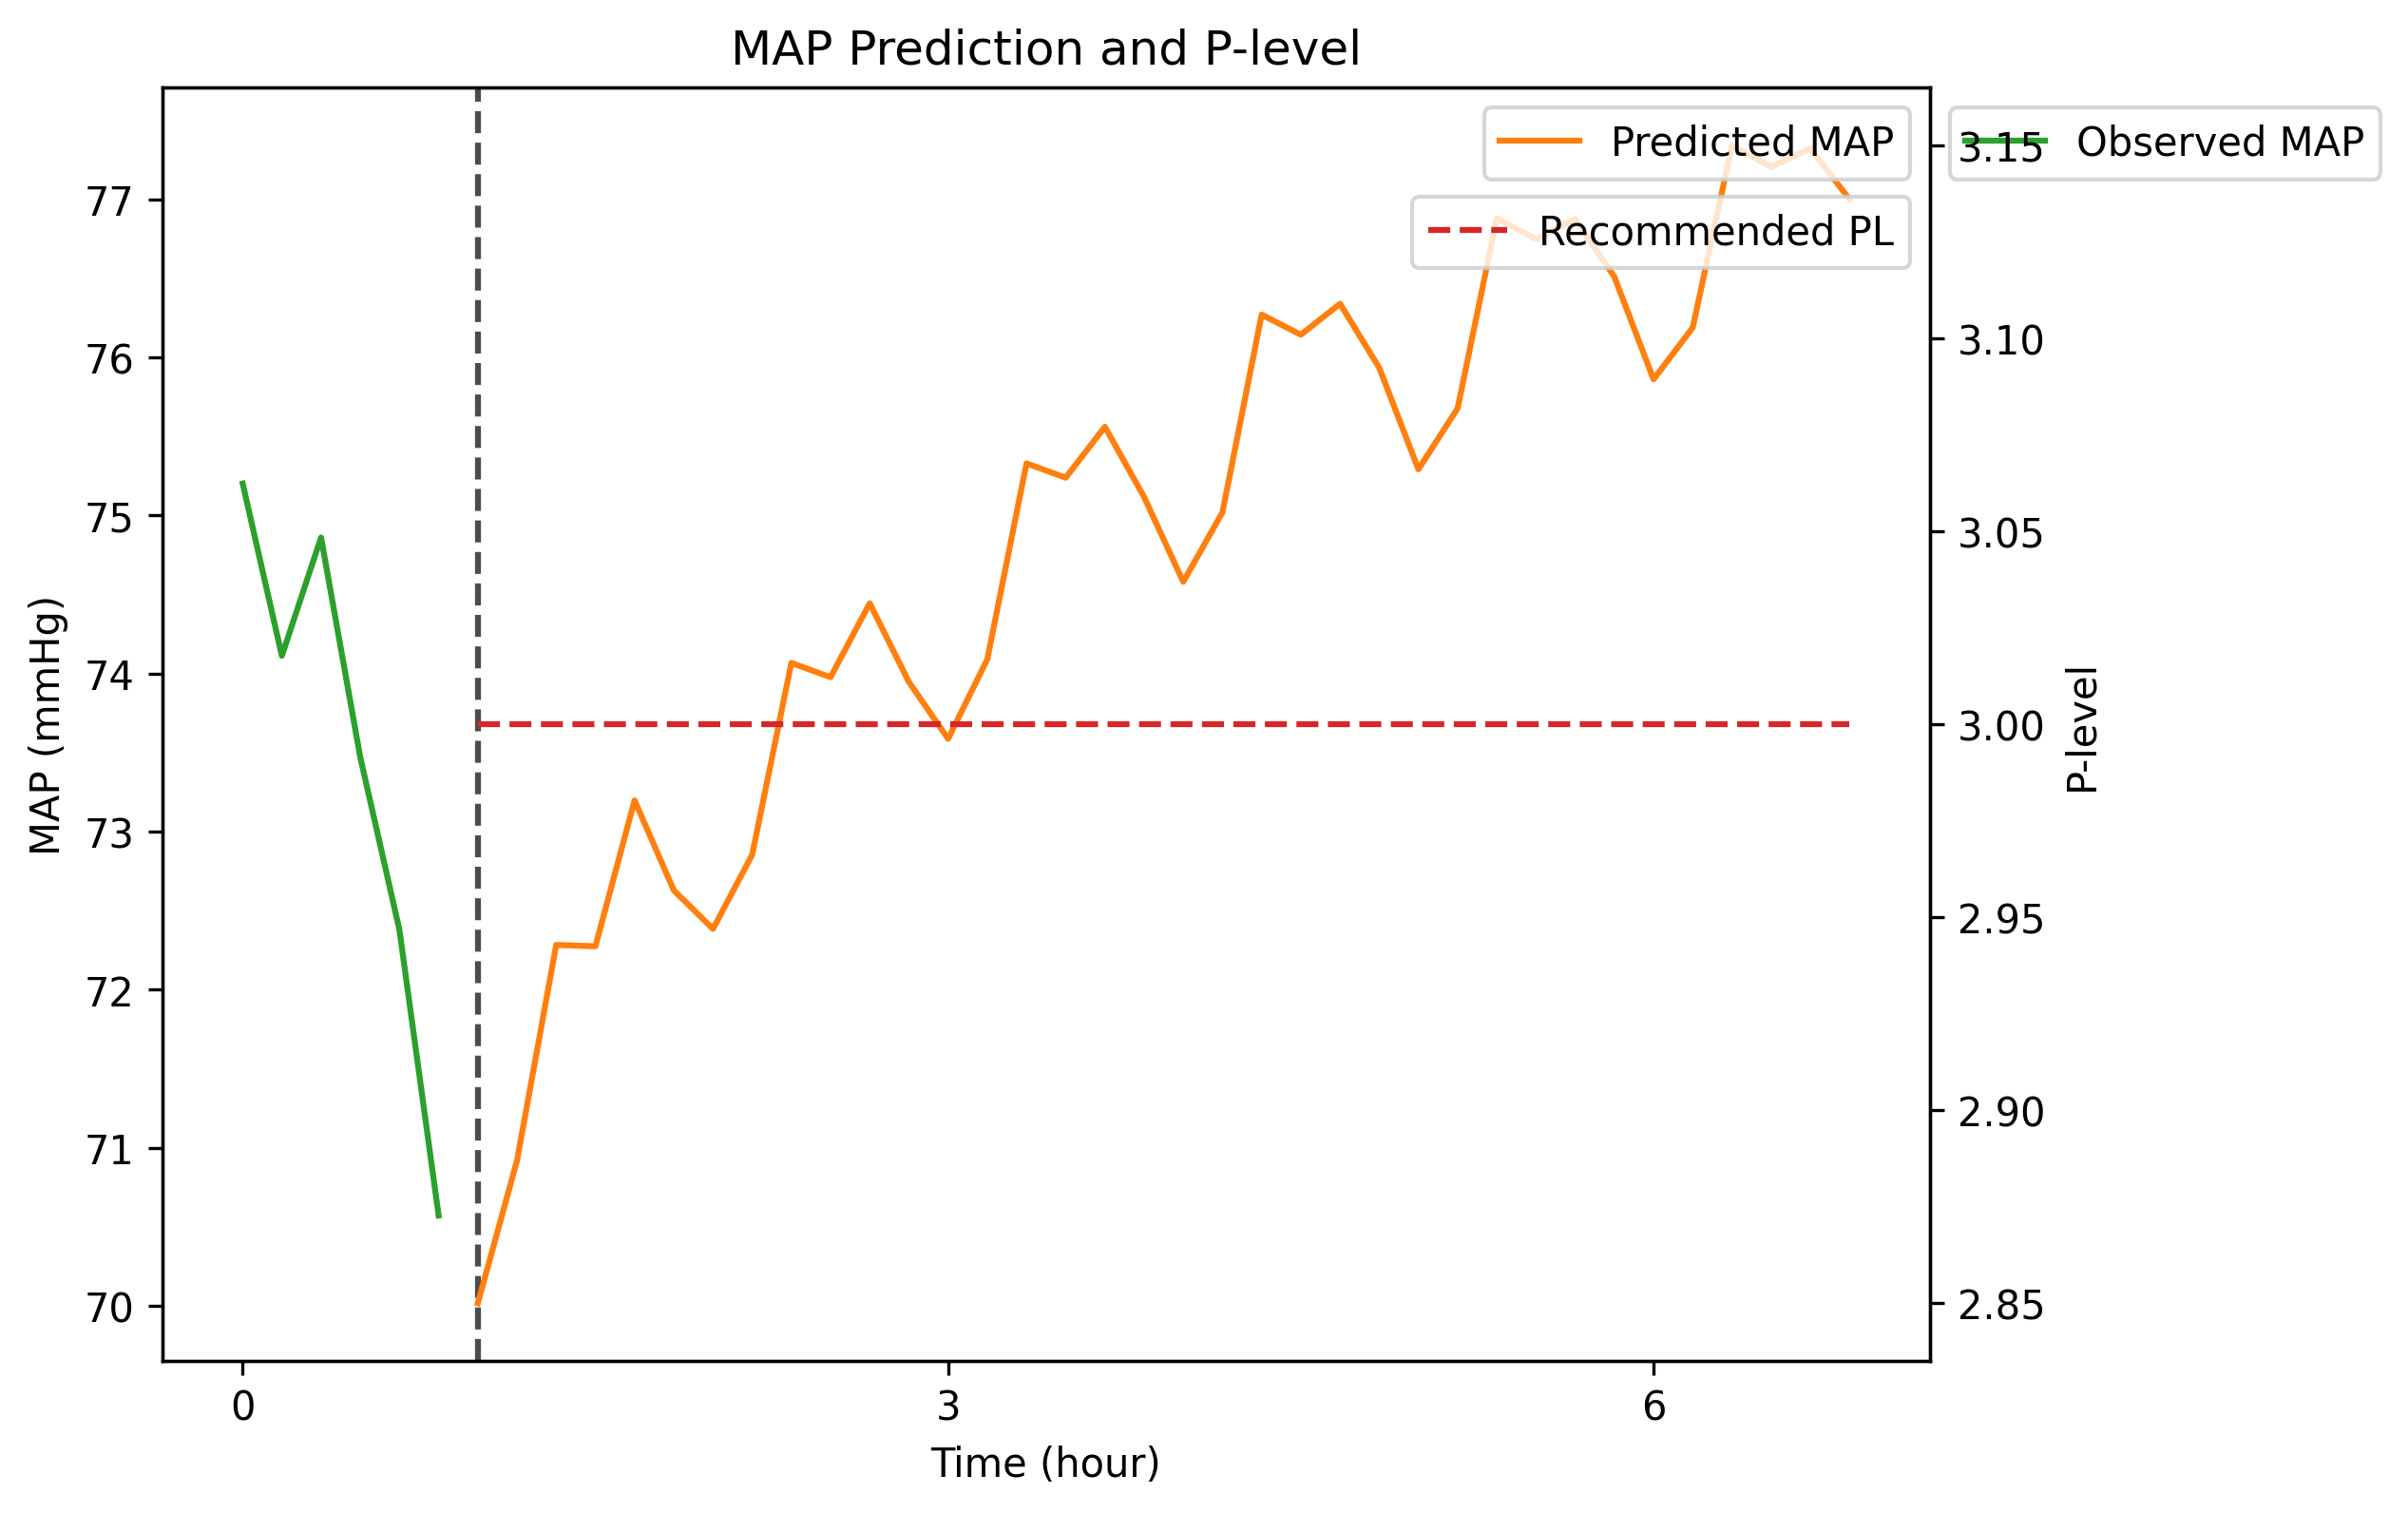 MAP Prediction and P-level
Predicted MAP
Observed MAP
Recommended PL
MAP (mmHg)
77
76
75
74
73
72
71
70
3.15
3.10
3.05
3.00
2.95
2.90
2.85
P-level
0
3
6
Time (hour)